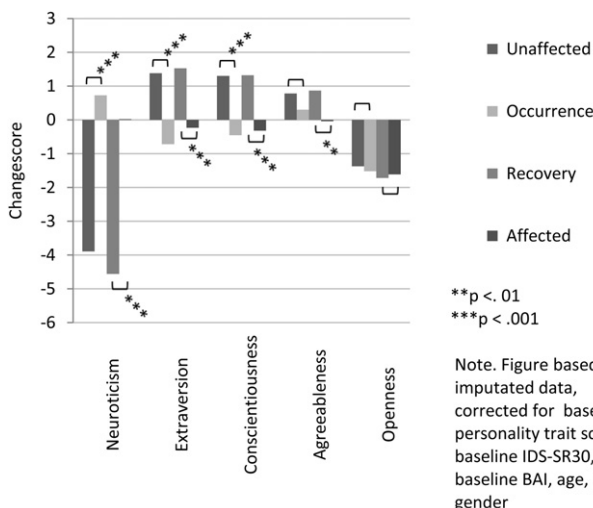 3
2
1
0
-1
-2
-3
-4
-5
-6
Changescore
***
***
***
***
***
***
**
Neuroticism
Extraversion
Conscientiousness
Agreeableness
Openness
Unaffected
Occurrence
Recovery
Affected
**p <. 01
***p < .001
Note. Figure based
imputated data,
corrected for base
personality trait sc
baseline IDS-SR30,
baseline BAI, age,
gender